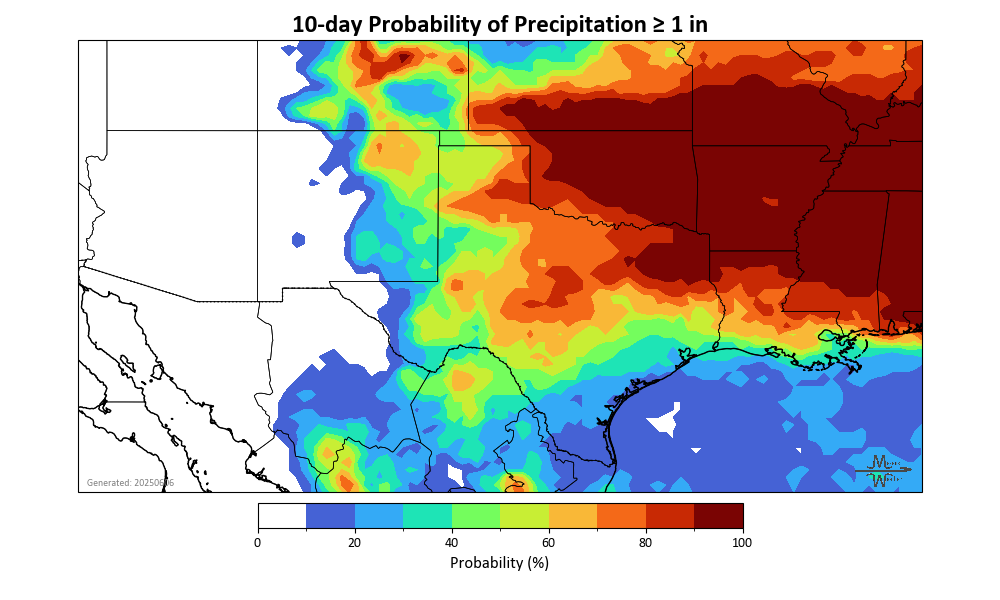 10-day Probability of Precipitation ≥ 1 in
Generated: 20250606
0 20 40 60 80 100
Probability (%)